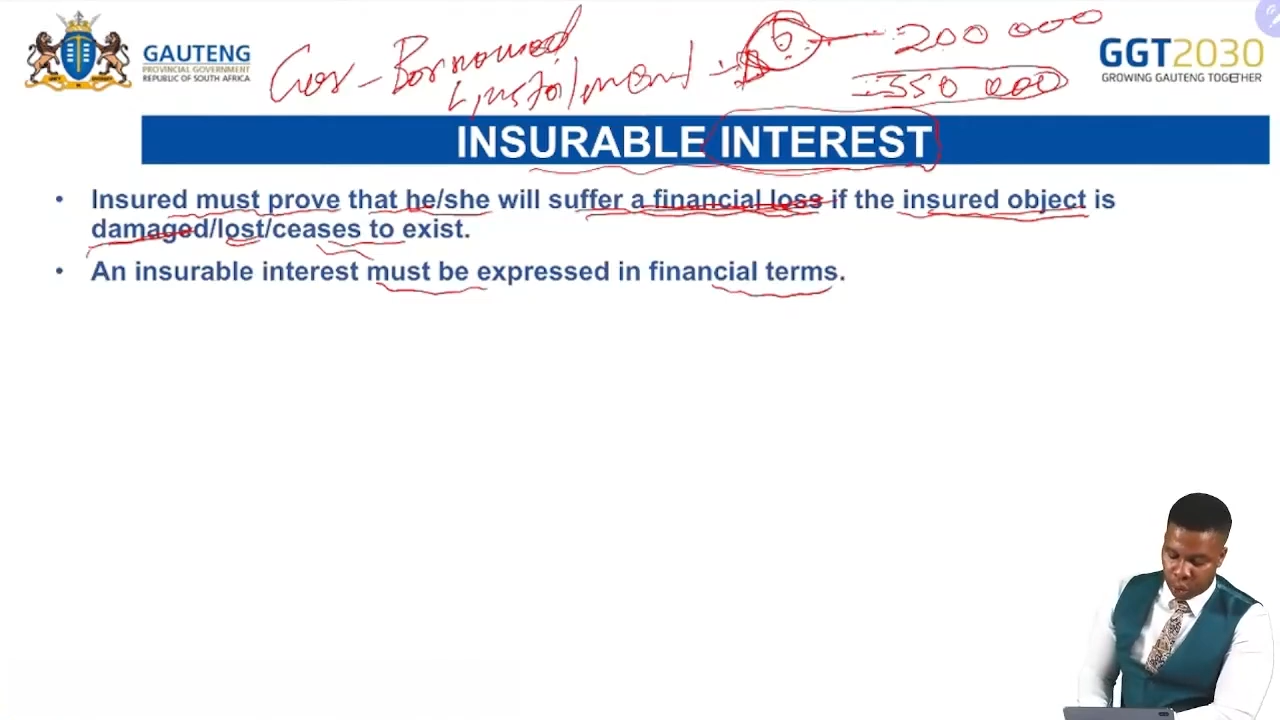 GAUTENG
PROVINCIAL GOVERNMENT
REPUBLIC OF SOUTH AFRICA
Borrowed
Instalment
6
200 000
350 000
GGT2030
GROWING GAUTENG TOGETHER
INSURABLE INTEREST
• Insured must prove that he/she will suffer a financial loss if the insured object is
damaged/lost/ceases to exist.
• An insurable interest must be expressed in financial terms.